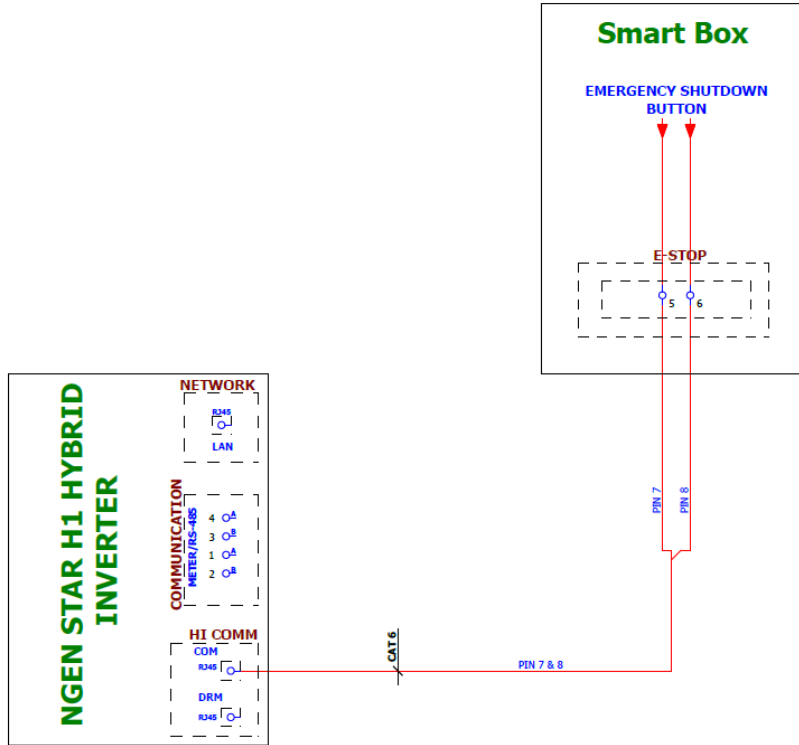 Smart Box
EMERGENCY SHUTDOWN
BUTTON
E-STOP
5
6
NGEN STAR H1 HYBRID
INVERTER
NETWORK
RJ45
LAN
COMMUNICATION
METER/RS-485
4 A
3 B
1 A
2 B
HI COMM
COM
RJ45
DRM
RJ45
CAT 6
PIN 7 & 8
PIN 7
PIN 8